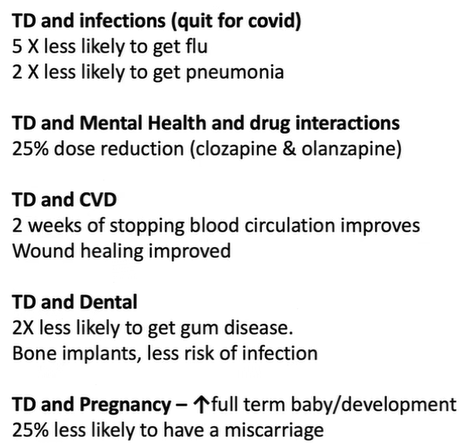 TD and infections (quit for covid)
5 X less likely to get flu
2 X less likely to get pneumonia
TD and Mental Health and drug interactions
25% dose reduction (clozapine & olanzapine)
TD and CVD
2 weeks of stopping blood circulation improves
Wound healing improved
TD and Dental
2X less likely to get gum disease.
Bone implants, less risk of infection
TD and Pregnancy – ↑full term baby/development
25% less likely to have a miscarriage